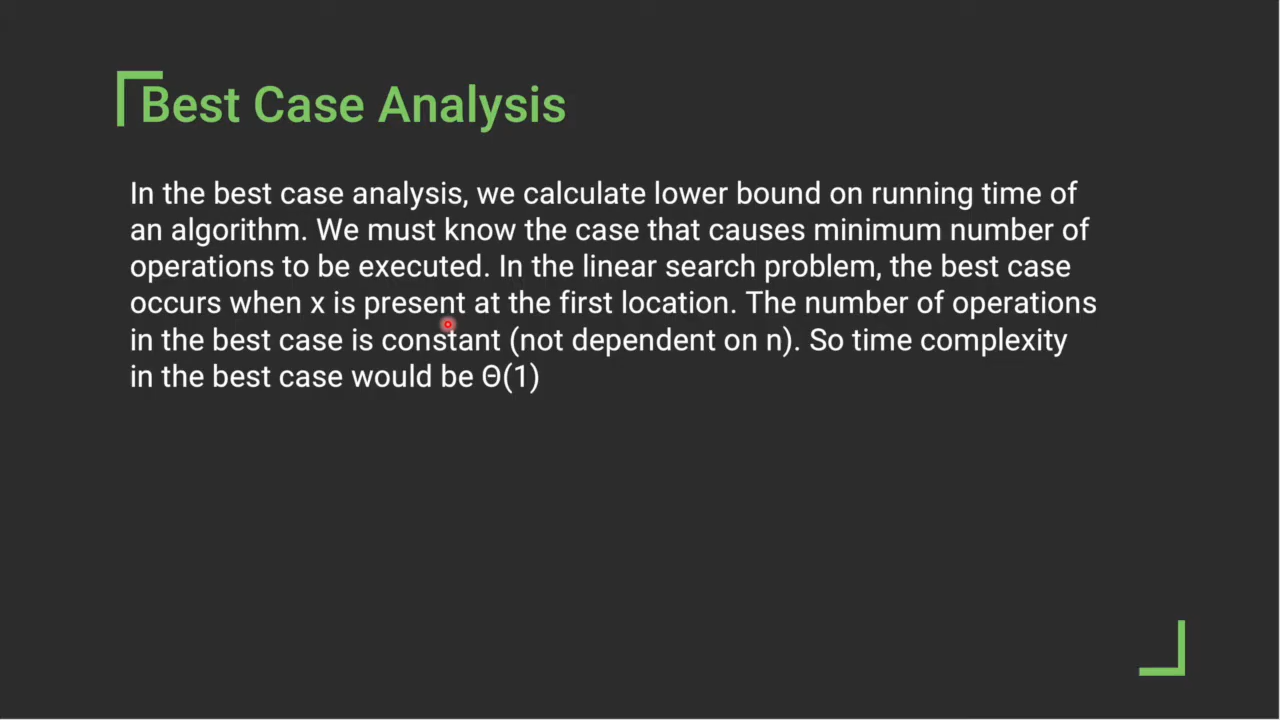 Best Case Analysis
In the best case analysis, we calculate lower bound on running time of
an algorithm. We must know the case that causes minimum number of
operations to be executed. In the linear search problem, the best case
occurs when x is present at the first location. The number of operations
in the best case is constant (not dependent on n). So time complexity
in the best case would be Θ(1)